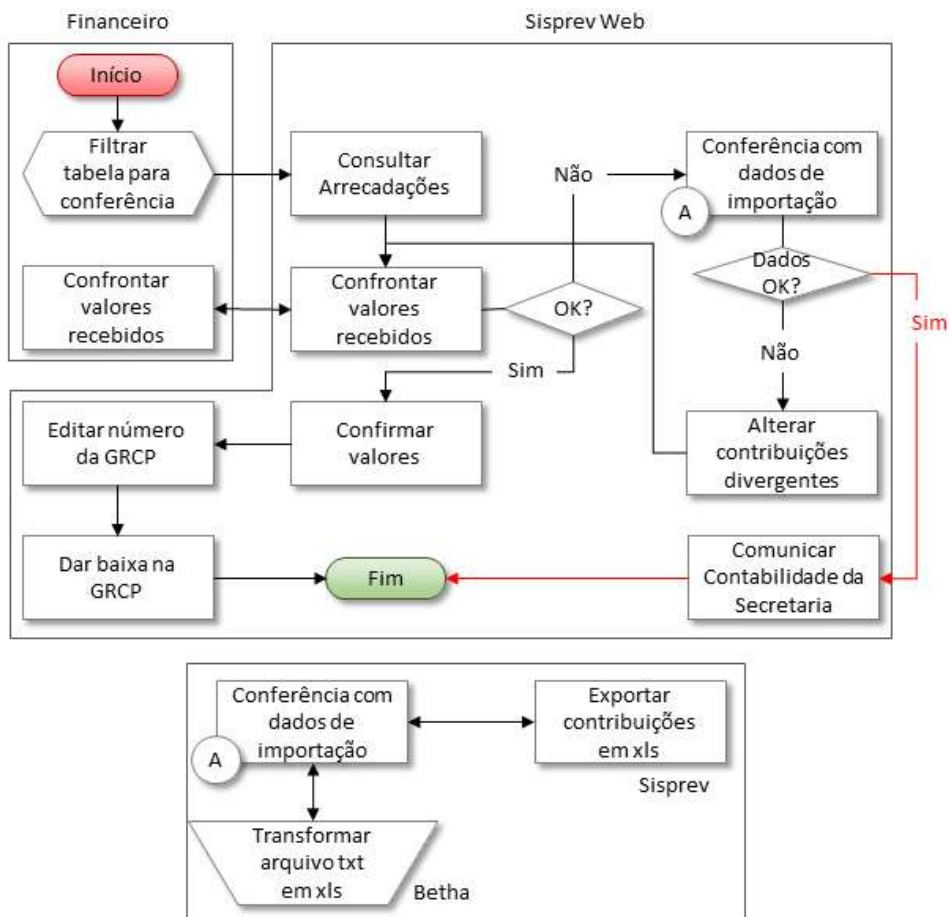 Financeiro
Sisprev Web
Início
Filtrar
tabela para
conferência
Consultar
Arrecadações
Não
Conferência com
dados de
importação
A
Confrontar
valores
recebidos
Confrontar
valores
recebidos
OK?
Dados
OK?
Sim
Não
Sim
Editar número
da GRCP
Confirmar
valores
Alterar
contribuições
divergentes
Dar baixa na
GRCP
Fim
Comunicar
Contabilidade da
Secretaria
Conferência com
dados de
importação
A
Exportar
contribuições
em xls
Sisprev
Transformar
arquivo txt
em xls
Betha